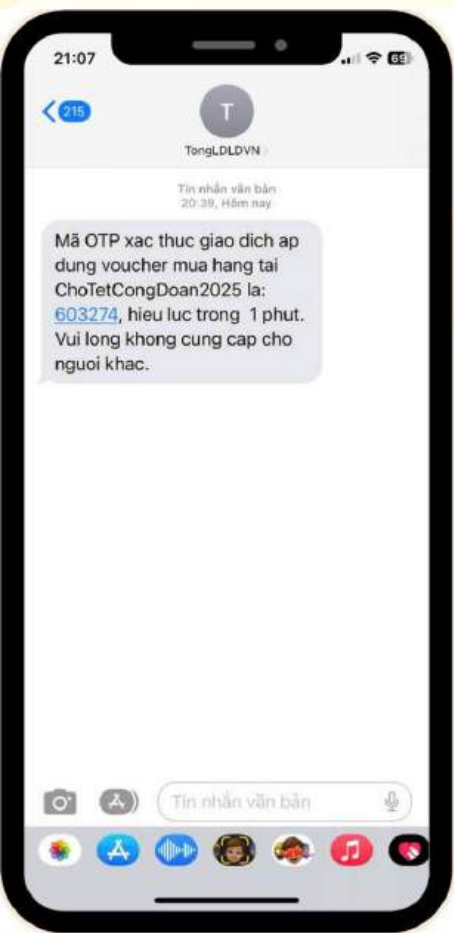 21:07
69
215
T
TongLDLDVN
Tin nhắn văn bản
20:39, Hôm nay
Mã OTP xac thuc giao dich ap
dung voucher mua hang tai
ChoTetCongDoan2025 la:
603274, hieu luc trong 1 phut.
Vui long khong cung cap cho
nguoi khac.
Tin nhắn văn bản